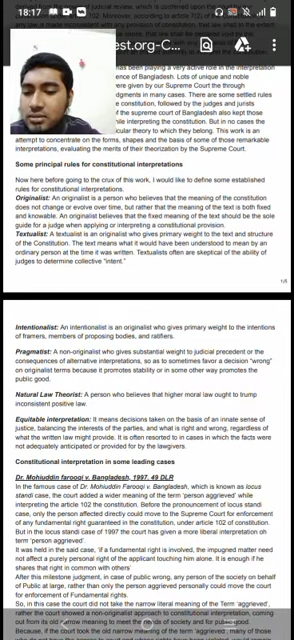 18:17
of judicial review, which is confirmed upon the
102. Moreover, according to article 7(2) of
est.org-C...
has been playing a very active role in the interpretation
ence of Bangladesh. Lots of unique and noble
were given by our Supreme Court the through
dgments in many cases. There are some settled rules
e constitution, followed by the judges and jurists
f the supreme court of Bangladesh also kept those
hile interpreting the constitution. But in no cases the
cular theory to which they belong. This work is an
attempt to concentrate on the forms, shapes and the basis of some of those remarkable
interpretations, evaluating the merits of their theorization by the Supreme Court.
Some principal rules for constitutional interpretations
Now here before going to the crux of this work, I would like to define some established
rules for constitutional interpretations.
Originalist: An originalist is a person who believes that the meaning of the constitution
does not change or evolve over time, but rather that the meaning of the text is both fixed
and knowable. An originalist believes that the fixed meaning of the text should be the sole
guide for a judge when applying or interpreting a constitutional provision.
Textualist: A textualist is an originalist who gives primary weight to the text and structure
of the Constitution. The text means what it would have been understood to mean by an
ordinary person at the time it was written. Textualists often are skeptical of the ability of
judges to determine collective "intent."
1/5
Intentionalist: An intentionalist is an originalist who gives primary weight to the intentions
of framers, members of proposing bodies, and ratifiers.
Pragmatist: A non-originalist who gives substantial weight to judicial precedent or the
consequences of alternative interpretations, so as to sometimes favor a decision "wrong"
on originalist terms because it promotes stability or in some other way promotes the
public good.
Natural Law Theorist: A person who believes that higher moral law ought to trump
inconsistent positive law.
Equitable interpretation: It means decisions taken on the basis of an innate sense of
justice, balancing the interests of the parties, and what is right and wrong, regardless of
what the written law might provide. It is often resorted to in cases in which the facts were
not adequately anticipated or provided for by the lawgivers.
Constitutional interpretation in some leading cases
Dr. Mohiuddin farooqi v. Bangladesh, 1997. 49 DLR
In the famous case of Dr. Mohiuddin Farooqi v. Bangladesh, which is known as locus
standi case, the court added a wider meaning of the term 'person aggrieved' while
interpreting the article 102 the constitution. Before the pronouncement of locus standi
case, only the person affected directly could move to the Supreme Court for enforcement
of any fundamental right guaranteed in the constitution, under article 102 of constitution.
But in the locus standi case of 1997 the court has given a more liberal interpretation oh
term 'person aggrieved'.
It was held in the said case, 'if a fundamental right is involved, the impugned matter need
not affect a purely personal right of the applicant touching him alone. It is enough if he
shares that right in common with others'
After this milestone judgment, in case of public wrong, any person of the society on behalf
of Public at large, rather than only the person aggrieved personally could move the court
for enforcement of Fundamental rights.
So, in this case the court did not take the narrow literal meaning of the Term 'aggrieved',
rather the court showed a non-originalist approach to constitutional interpretation, coming
out from its old narrow meaning to meet the needs of society and for public good.
Because, if the court had the old narrow meaning of term 'aggrieved', many of those